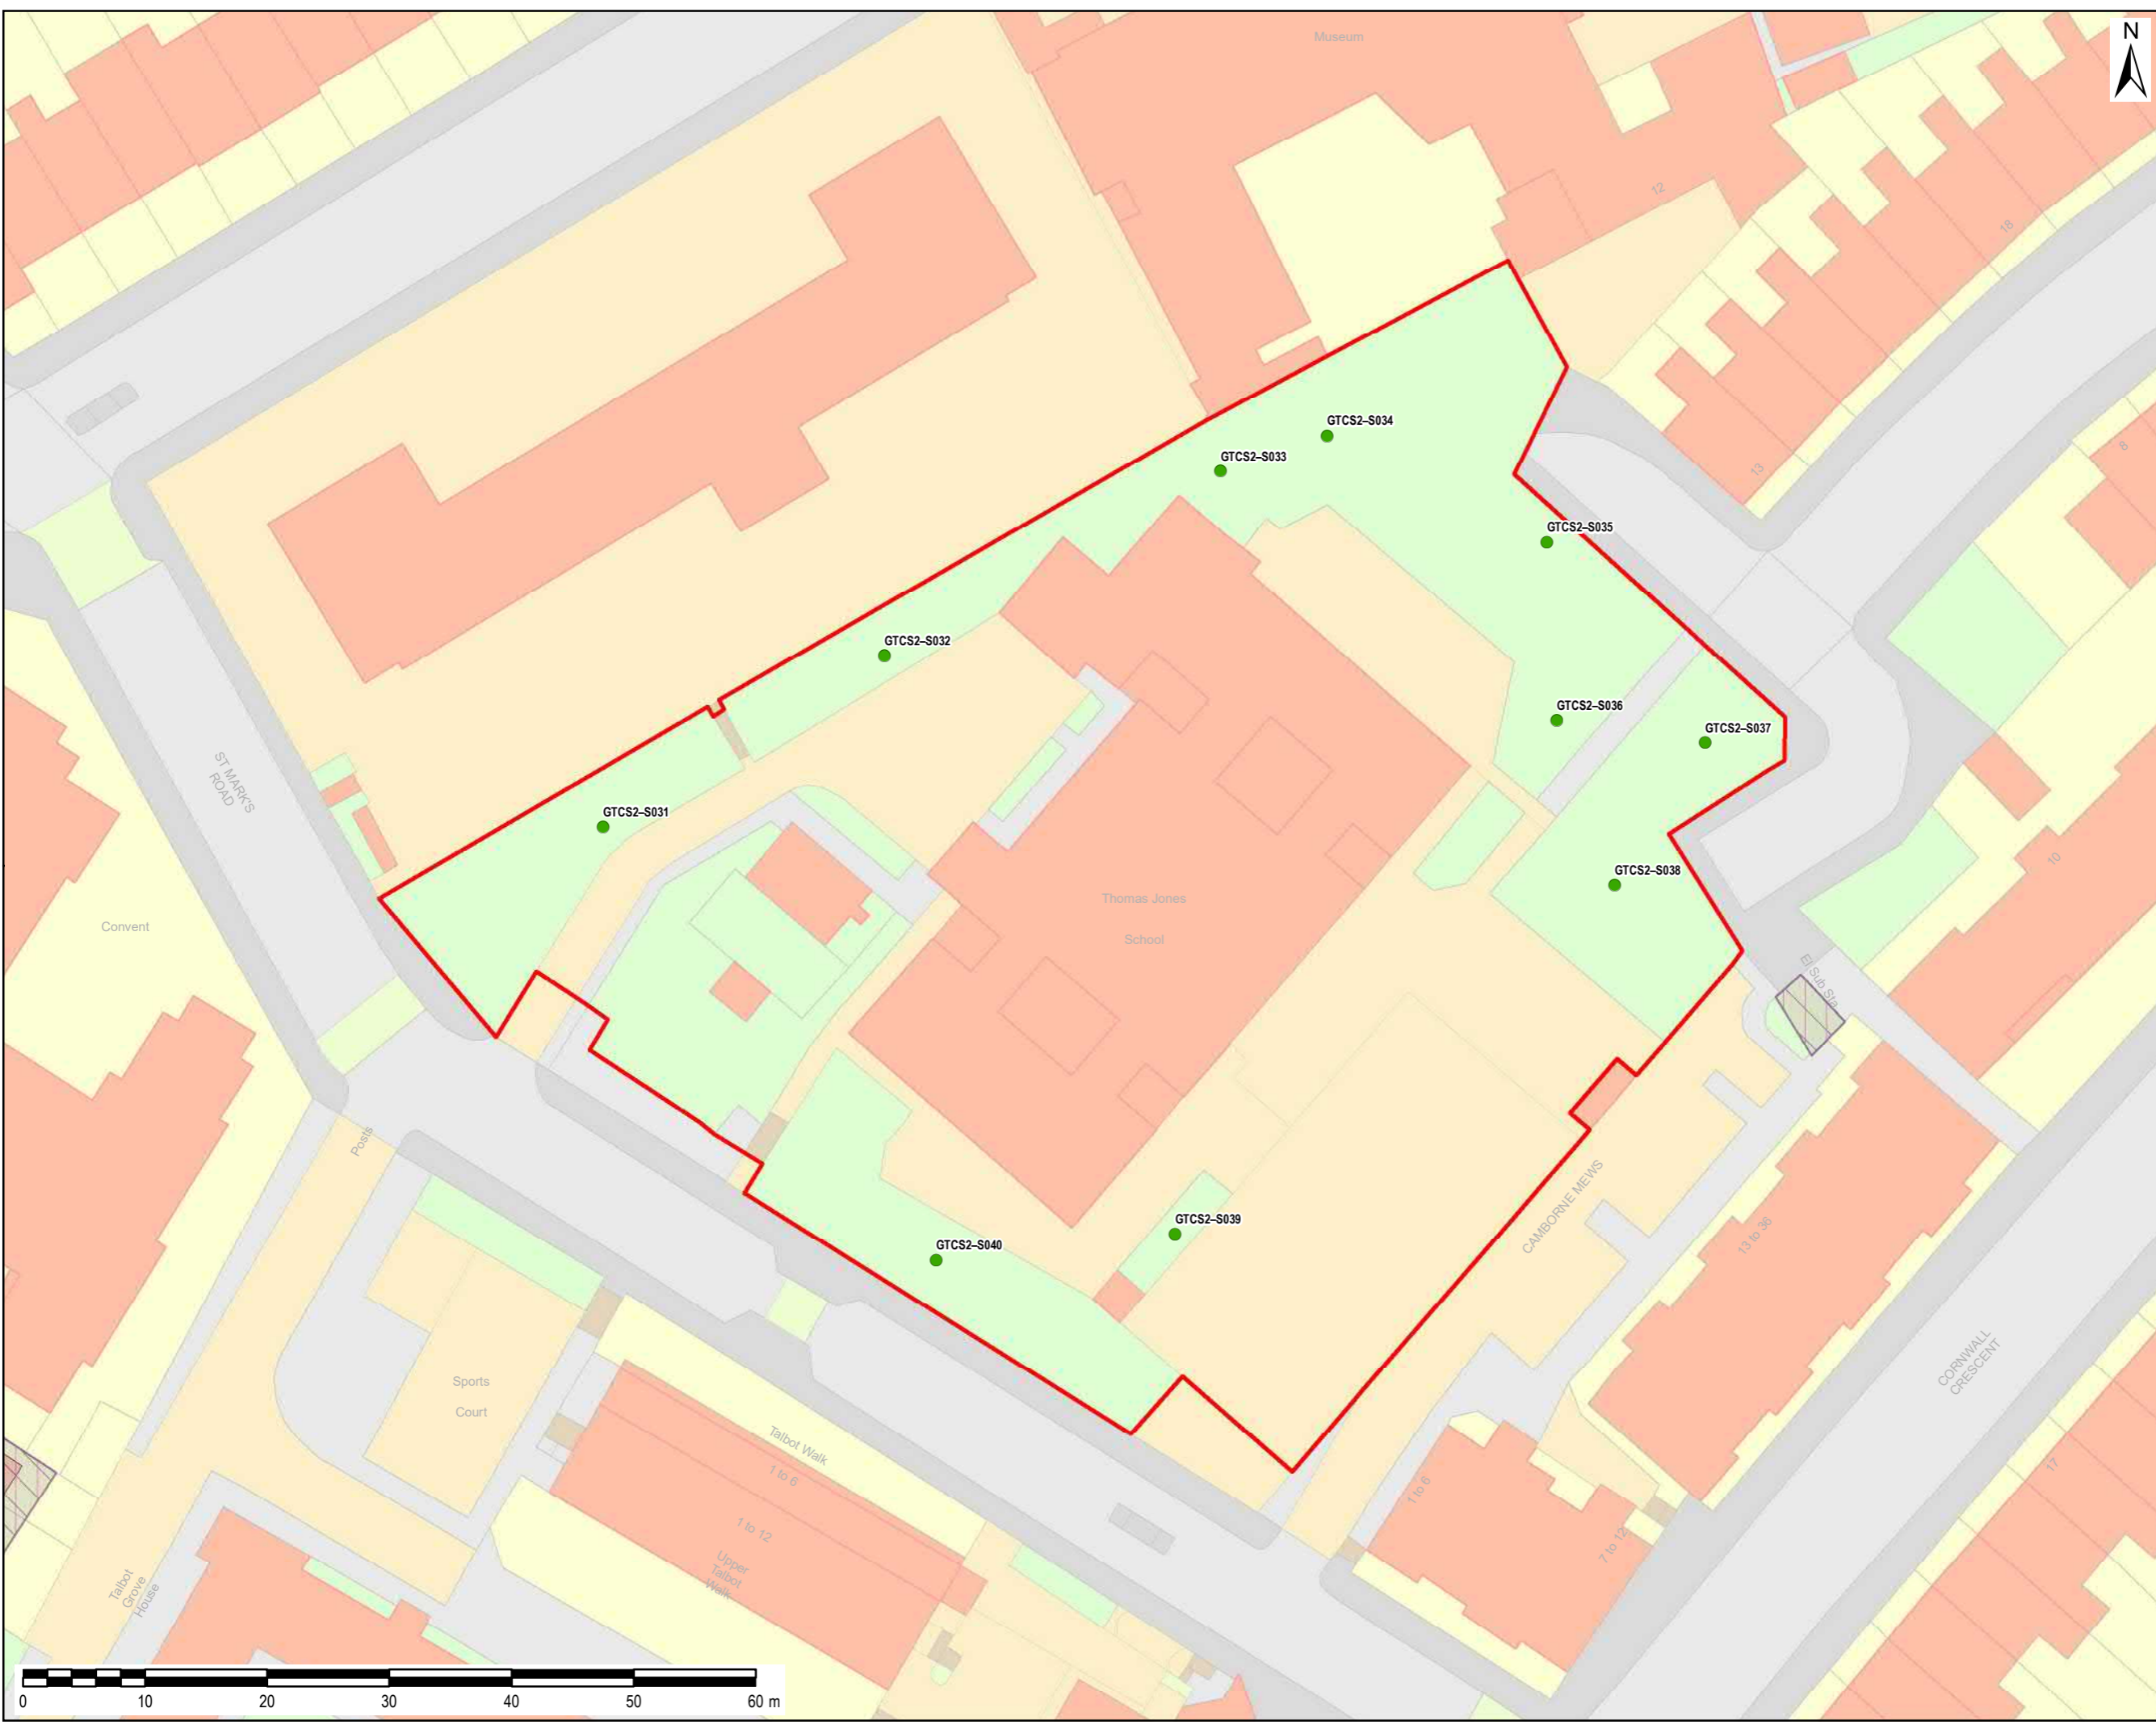 Museum
N
12
18
GTCS2–S034
GTCS2–S033
13
8
GTCS2–S035
GTCS2–S032
GTCS2–S036
GTCS2–S037
ST MARK'S
ROAD
GTCS2–S031
10
GTCS2–S038
Thomas Jones
School
Convent
El Sub Sta
Posts
CAMBORNE MEWS
GTCS2–S039
13 to 36
GTCS2–S040
CORNWALL
CRESCENT
Sports
Court
Talbot Walk
1 to 6
17
1 to 6
1 to 12
7 to 12
Upper
Talbot
Walk
Talbot
Grove
House
0 10 20 30 40 50 60 m